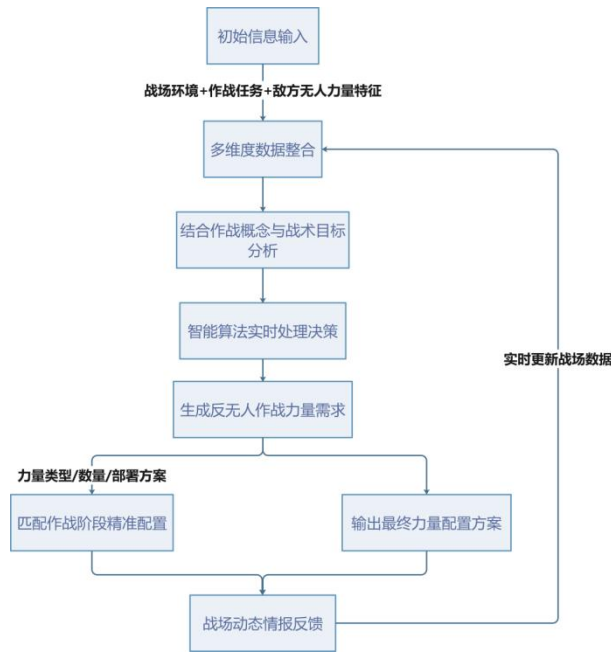 初始信息输入
战场环境+作战任务+敌方无人力量特征
多维度数据整合
结合作战概念与战术目标
分析
智能算法实时处理决策
实时更新战场数据
生成反无人作战力量需求
力量类型/数量/部署方案
匹配作战阶段精准配置
输出最终力量配置方案
战场动态情报反馈